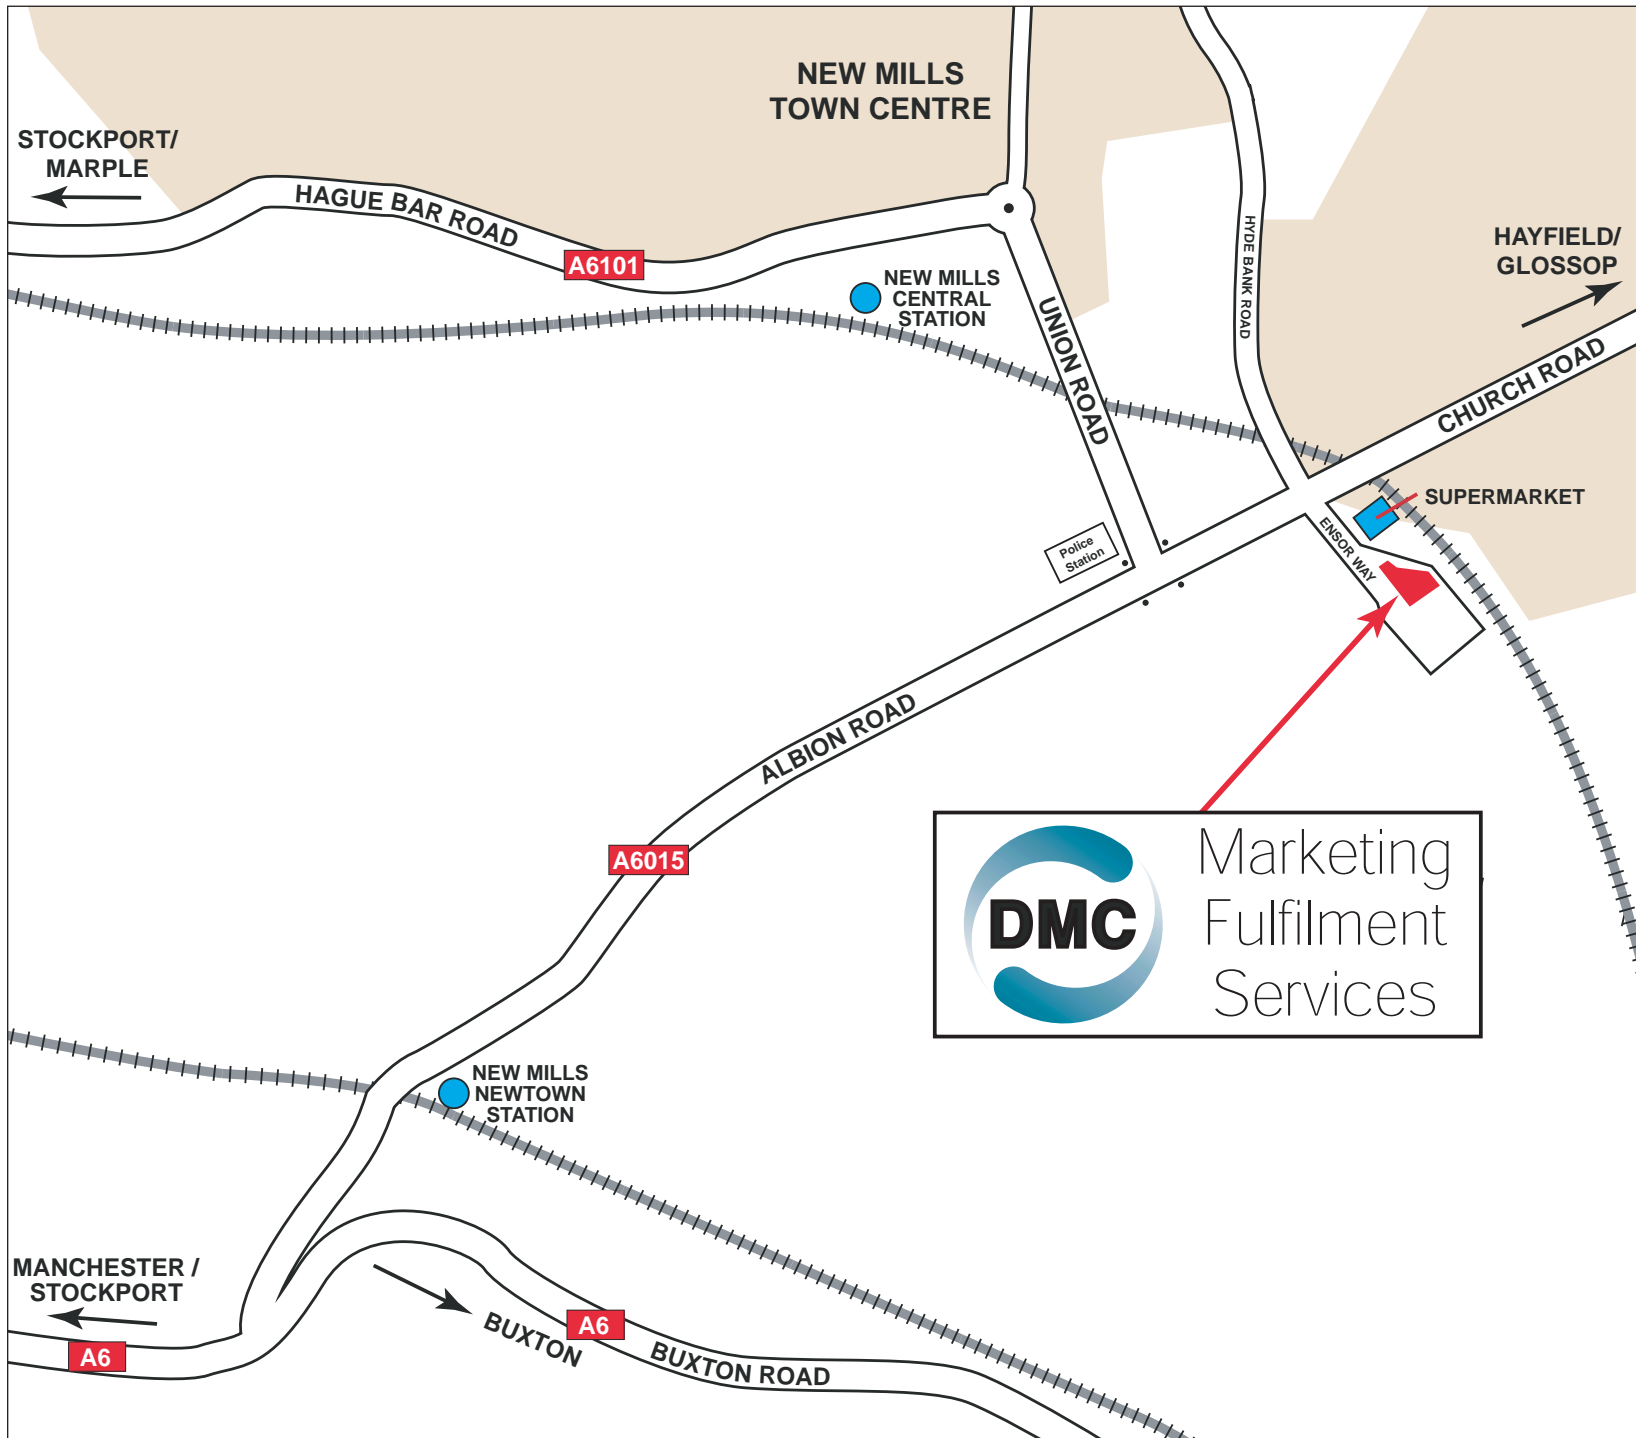 NEW MILLS
TOWN CENTRE
STOCKPORT/
MARPLE
HAGUE BAR ROAD
A6101
NEW MILLS
CENTRAL
STATION
UNION ROAD
HYDE BANK ROAD
HAYFIELD/
GLOSSOP
CHURCH ROAD
SUPERMARKET
ENSOR WAY
Police
Station
ALBION ROAD
A6015
DMC
Marketing
Fulfilment
Services
NEW MILLS
NEWTOWN
STATION
MANCHESTER /
STOCKPORT
A6
BUXTON
A6
BUXTON ROAD